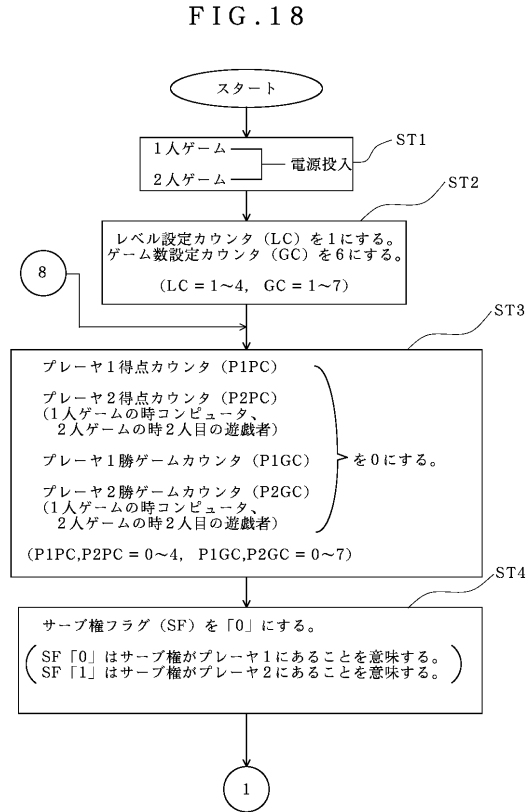 FIG.18
スタート
1人ゲーム
電源投入
2人ゲーム
ST1
ST2
レベル設定カウンタ（LC）を1にする。
ゲーム数設定カウンタ（GC）を6にする。
（LC＝1〜4, GC＝1〜7）
8
ST3
プレーヤ1得点カウンタ（P1PC）
プレーヤ2得点カウンタ（P2PC）
（1人ゲームの時コンピュータ、
2人ゲームの時2人目の遊戯者）
プレーヤ1勝ゲームカウンタ（P1GC）
を0にする。
プレーヤ2勝ゲームカウンタ（P2GC）
（1人ゲームの時コンピュータ、
2人ゲームの時2人目の遊戯者）
（P1PC,P2PC＝0〜4, P1GC,P2GC＝0〜7）
ST4
サーブ権フラグ（SF）を「0」にする。
SF「0」はサーブ権がプレーヤ1にあることを意味する。
SF「1」はサーブ権がプレーヤ2にあることを意味する。
1